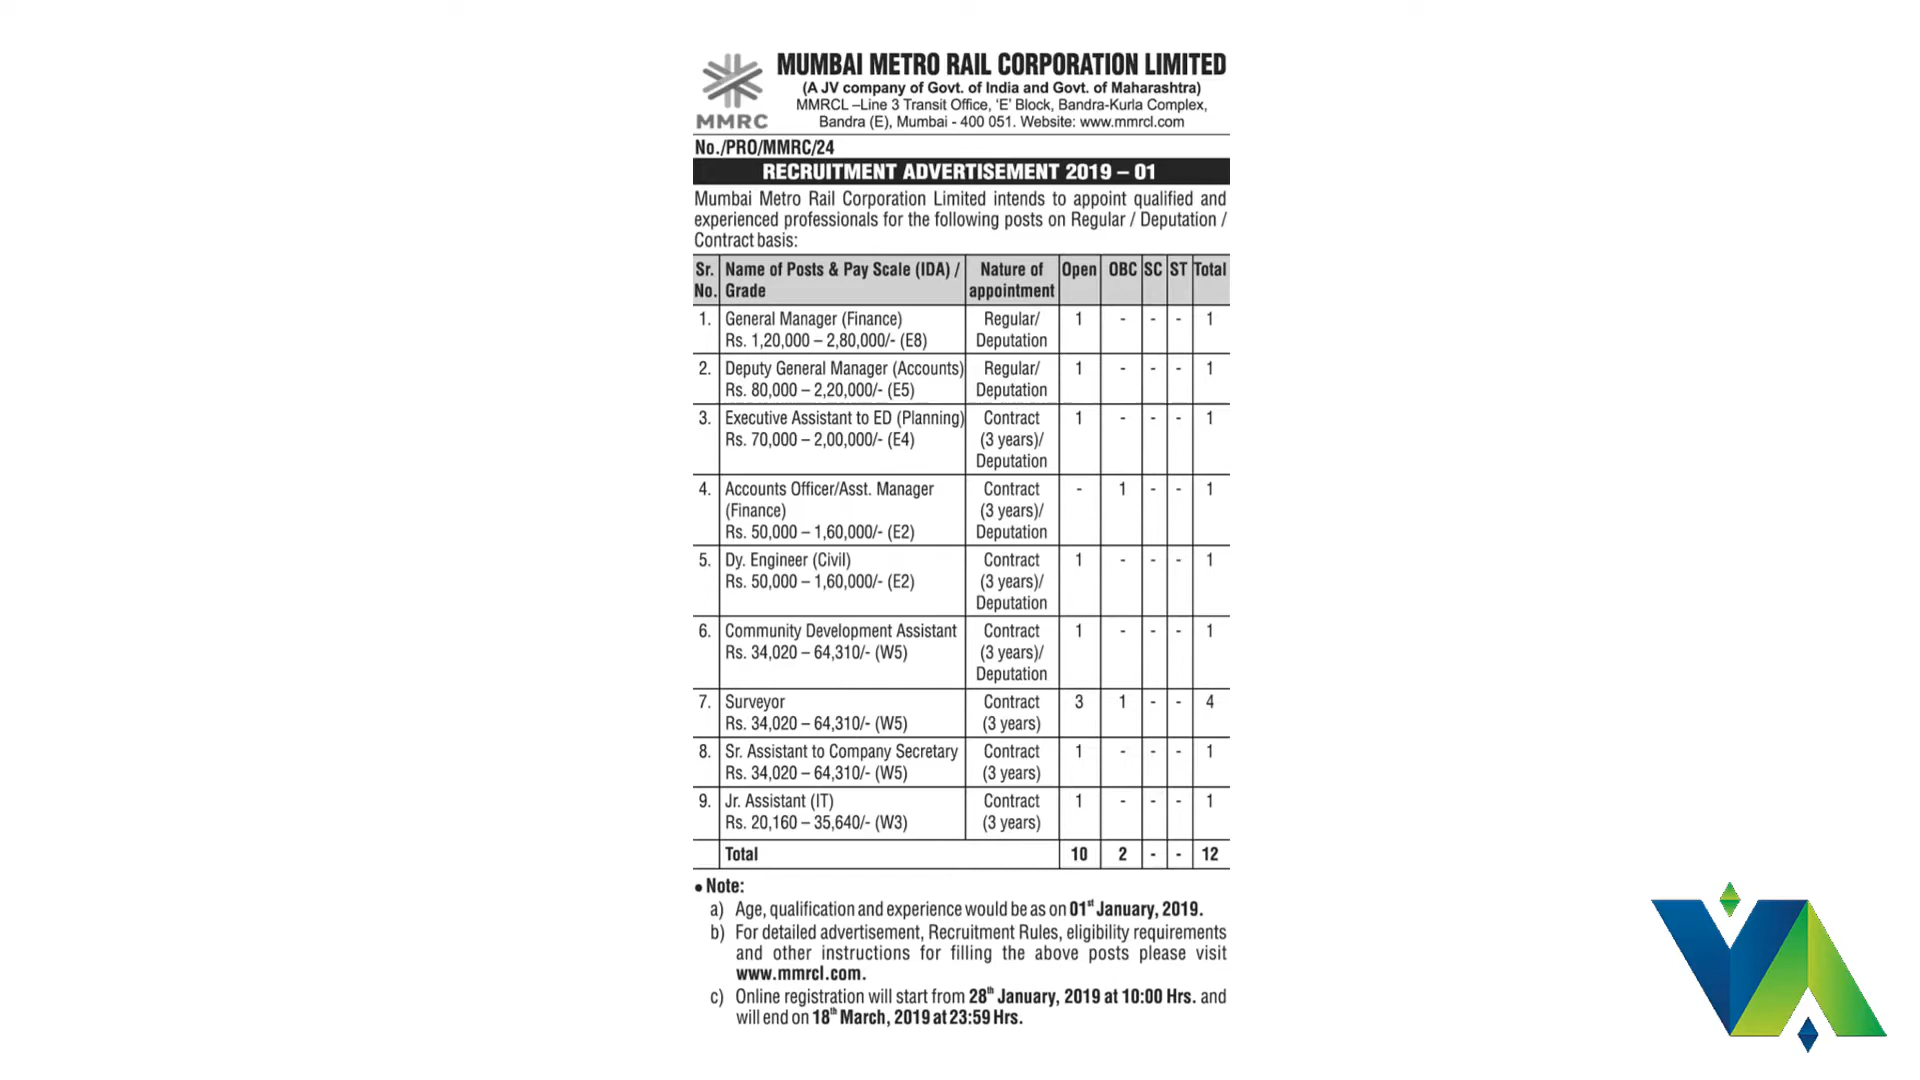 MUMBAI METRO RAIL CORPORATION LIMITED
(A JV company of Govt. of India and Govt. of Maharashtra)
MMRCL –Line 3 Transit Office, 'E' Block, Bandra-Kurla Complex,
Bandra (E), Mumbai - 400 051. Website: www.mmrcl.com
MMRC
No./PRO/MMRC/24
RECRUITMENT ADVERTISEMENT 2019 – 01
Mumbai Metro Rail Corporation Limited intends to appoint qualified and
experienced professionals for the following posts on Regular / Deputation /
Contract basis:
Sr. Name of Posts & Pay Scale (IDA) / Nature of Open OBC SC ST Total
No. Grade appointment
1. General Manager (Finance) Regular/ 1 - - - 1
Rs. 1,20,000 – 2,80,000/- (E8) Deputation
2. Deputy General Manager (Accounts) Regular/ 1 - - - 1
Rs. 80,000 – 2,20,000/- (E5) Deputation
3. Executive Assistant to ED (Planning) Contract 1 - - - 1
Rs. 70,000 – 2,00,000/- (E4) (3 years)/
Deputation
4. Accounts Officer/Asst. Manager Contract - 1 - - 1
(Finance) (3 years)/
Rs. 50,000 – 1,60,000/- (E2) Deputation
5. Dy. Engineer (Civil) Contract 1 - - - 1
Rs. 50,000 – 1,60,000/- (E2) (3 years)/
Deputation
6. Community Development Assistant Contract 1 - - - 1
Rs. 34,020 – 64,310/- (W5) (3 years)/
Deputation
7. Surveyor Contract 3 1 - - 4
Rs. 34,020 – 64,310/- (W5) (3 years)
8. Sr. Assistant to Company Secretary Contract 1 - - - 1
Rs. 34,020 – 64,310/- (W5) (3 years)
9. Jr. Assistant (IT) Contract 1 - - - 1
Rs. 20,160 – 35,640/- (W3) (3 years)
Total 10 2 - - 12
• Note:
a) Age, qualification and experience would be as on 01st January, 2019.
b) For detailed advertisement, Recruitment Rules, eligibility requirements
and other instructions for filling the above posts please visit
www.mmrcl.com.
c) Online registration will start from 28th January, 2019 at 10:00 Hrs. and
will end on 18th March, 2019 at 23:59 Hrs.